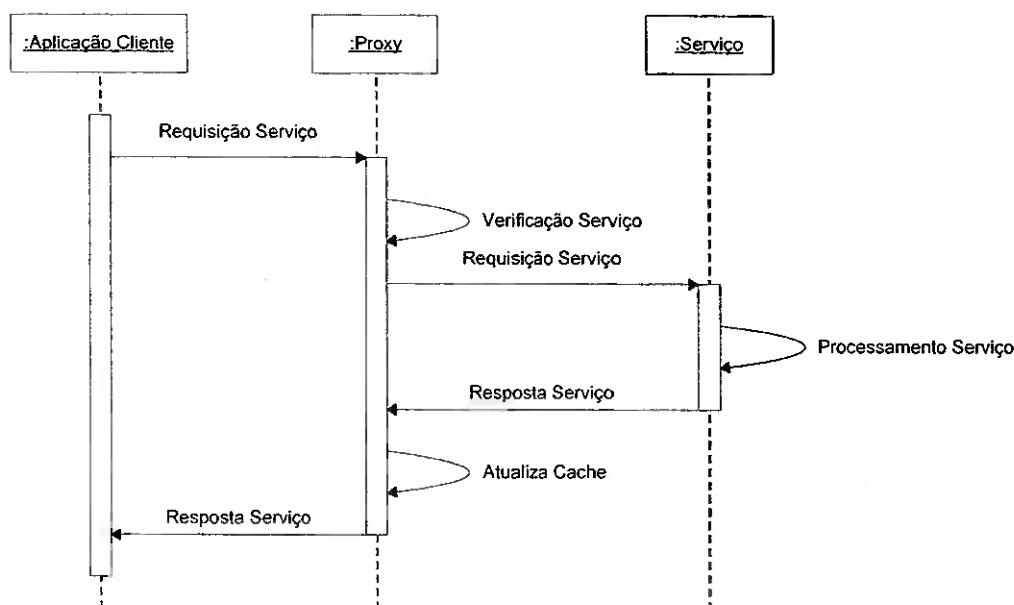 :Aplicação Cliente
:Proxy
:Serviço
Requisição Serviço
Verificação Serviço
Requisição Serviço
Processamento Serviço
Resposta Serviço
Atualiza Cache
Resposta Serviço